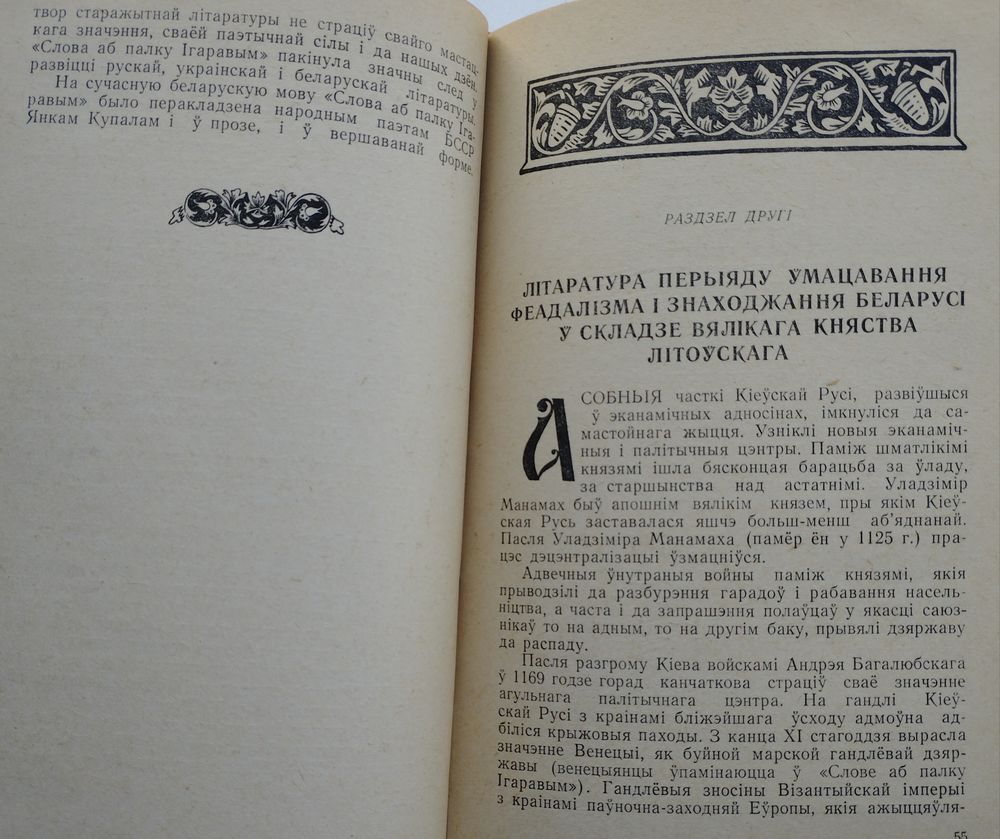 твор старажытнай літаратуры не страціў свайго мастац-
кага значэння, сваёй паэтычнай сілы і да нашых дзён.
«Слова аб палку Ігаравым» пакінула значны след у
развіцці рускай, украінскай і беларускай літаратуры.
На сучасную беларускую мову «Слова аб палку Іга-
равым» было перакладзена народным паэтам БССР
Янкам Купалам і ў прозе, і ў вершаванай форме.
РАЗДЗЕЛ ДРУГІ
ЛІТАРАТУРА ПЕРЫЯДУ УМАЦАВАННЯ
ФЕАДАЛІЗМА І ЗНАХОДЖАННЯ БЕЛАРУСІ
Ў СКЛАДЗЕ ВЯЛІКАГА КНЯСТВА
ЛІТОЎСКАГА
АСОБНЫЯ часткі Кіеўскай Русі, развіўшыся
ў эканамічных адносінах, імкнуліся да са-
мастойнага жыцця. Узніклі новыя эканаміч-
ныя і палітычныя цэнтры. Паміж шматлікімі
князямі ішла бясконцая барацьба за ўладу,
за старшынства над астатнімі. Уладзімір
Манамах быў апошнім вялікім князем, пры якім Кіеў-
ская Русь заставалася яшчэ больш-менш аб’яднанай.
Пасля Уладзіміра Манамаха (памёр ён у 1125 г.) пра-
цэс дэцэнтралізацыі ўзмацніўся.
Адвечныя ўнутраныя войны паміж князямі, якія
прыводзілі да разбурэння гарадоў і рабавання насель-
ніцтва, а часта і да запрашэння полаўцаў у якасці саюз-
нікаў то на адным, то на другім баку, прывялі дзяржаву
да распаду.
Пасля разгрому Кіева войскамі Андрэя Багалюбскага
ў 1169 годзе горад канчаткова страціў сваё значэнне
агульнага палітычнага цэнтра. На гандлі Кіеў-
скай Русі з краінамі бліжэйшага ўсходу адмоўна ад-
біліся крыжовыя паходы. З канца XI стагоддзя вырасла
значэнне Венецыі, як буйной марской гандлёвай дзяр-
жавы (венецыянцы ўпамінаюцца ў «Слове аб палку
Ігаравым»). Гандлёвыя зносіны Візантыйскай імперыі
з краінамі паўночна-заходняй Еўропы, якія ажыццяўля-
55